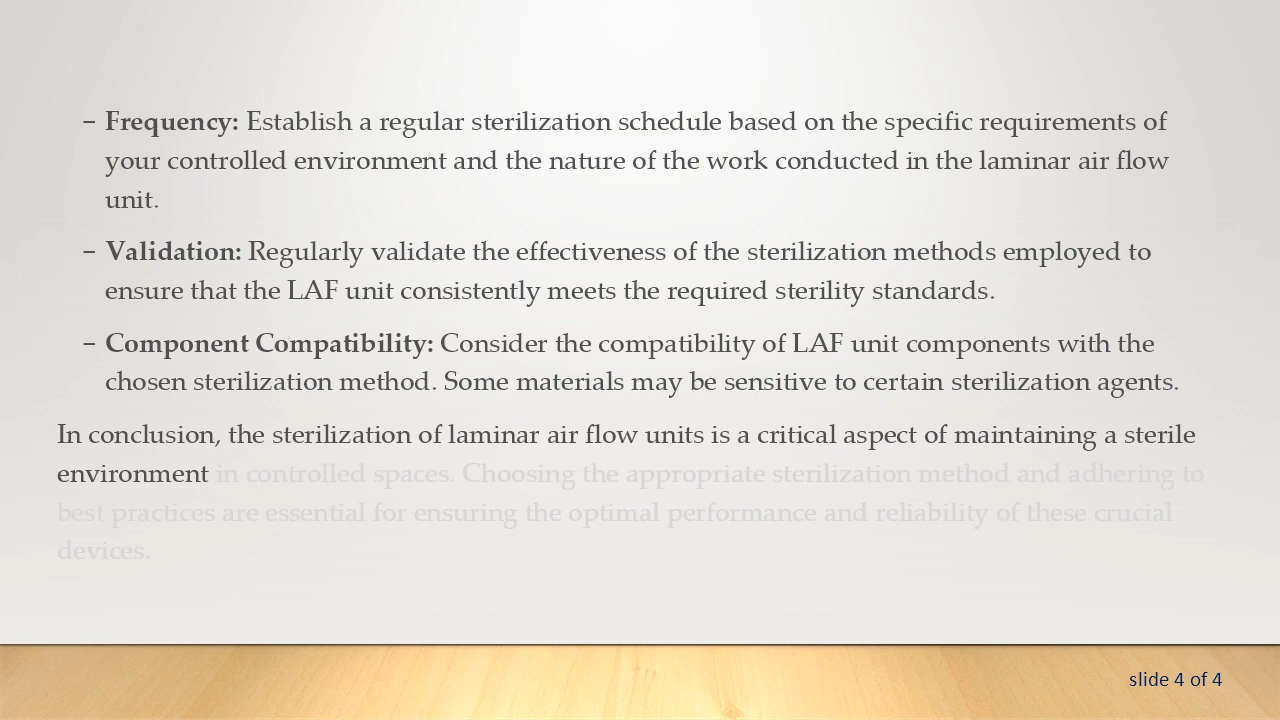 – Frequency: Establish a regular sterilization schedule based on the specific requirements of
your controlled environment and the nature of the work conducted in the laminar air flow
unit.
– Validation: Regularly validate the effectiveness of the sterilization methods employed to
ensure that the LAF unit consistently meets the required sterility standards.
– Component Compatibility: Consider the compatibility of LAF unit components with the
chosen sterilization method. Some materials may be sensitive to certain sterilization agents.
In conclusion, the sterilization of laminar air flow units is a critical aspect of maintaining a sterile
environment in controlled spaces. Choosing the appropriate sterilization method and adhering to
best practices are essential for ensuring the optimal performance and reliability of these crucial
devices.
slide 4 of 4